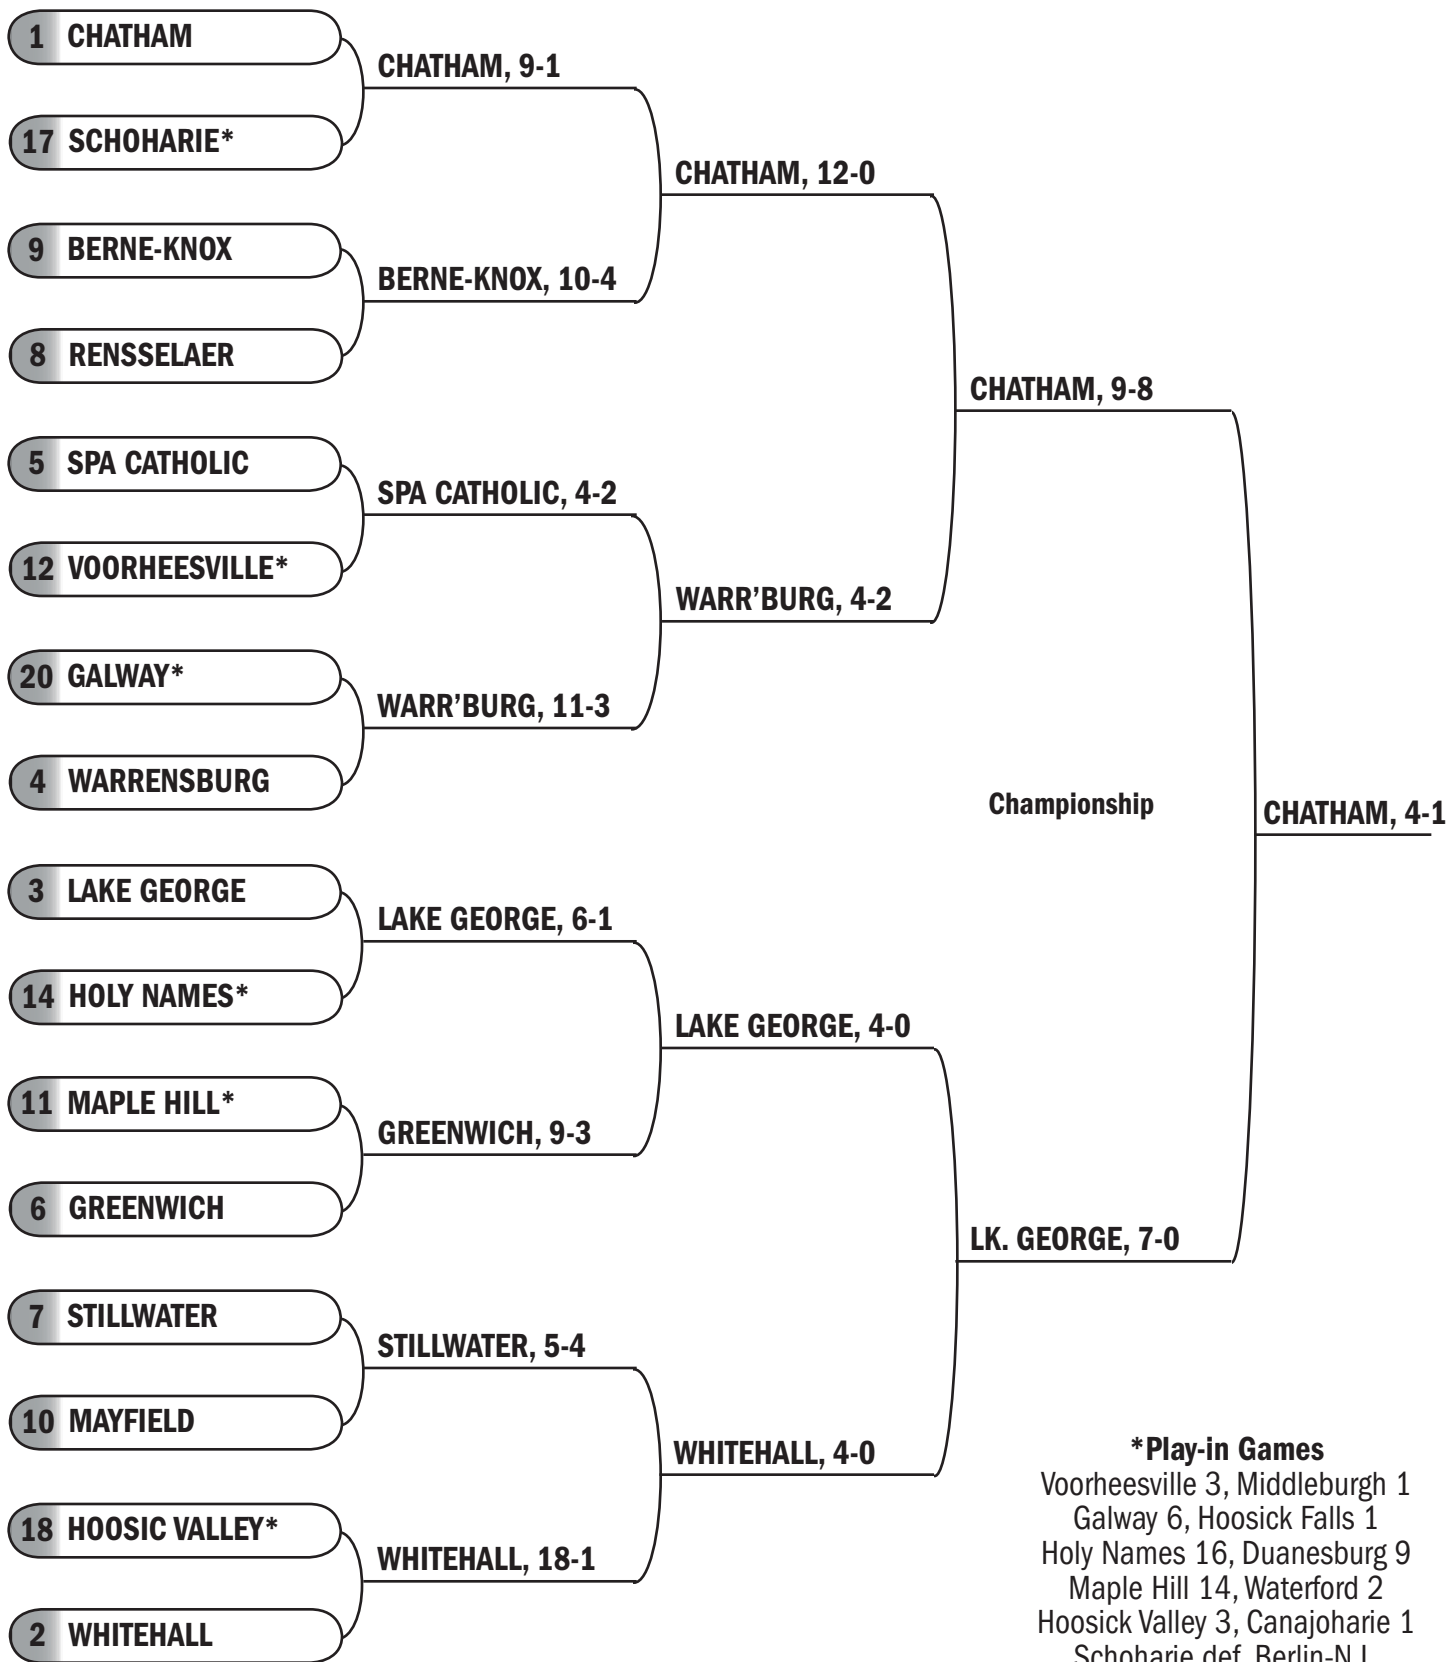 1 CHATHAM
17 SCHOHARIE*
9 BERNE-KNOX
8 RENSSELAER
5 SPA CATHOLIC
12 VOORHEESVILLE*
20 GALWAY*
4 WARRENSBURG
3 LAKE GEORGE
14 HOLY NAMES*
11 MAPLE HILL*
6 GREENWICH
7 STILLWATER
10 MAYFIELD
18 HOOSIC VALLEY*
2 WHITEHALL
CHATHAM, 9-1
BERNE-KNOX, 10-4
SPA CATHOLIC, 4-2
WARR’BURG, 11-3
LAKE GEORGE, 6-1
GREENWICH, 9-3
STILLWATER, 5-4
WHITEHALL, 18-1
CHATHAM, 12-0
WARR’BURG, 4-2
LAKE GEORGE, 4-0
WHITEHALL, 4-0
CHATHAM, 9-8
LK. GEORGE, 7-0
Championship
CHATHAM, 4-1
*Play-in Games
Voorheesville 3, Middleburgh 1
Galway 6, Hoosick Falls 1
Holy Names 16, Duanesburg 9
Maple Hill 14, Waterford 2
Hoosick Valley 3, Canajoharie 1
Schoharie def. Berlin-N.L.